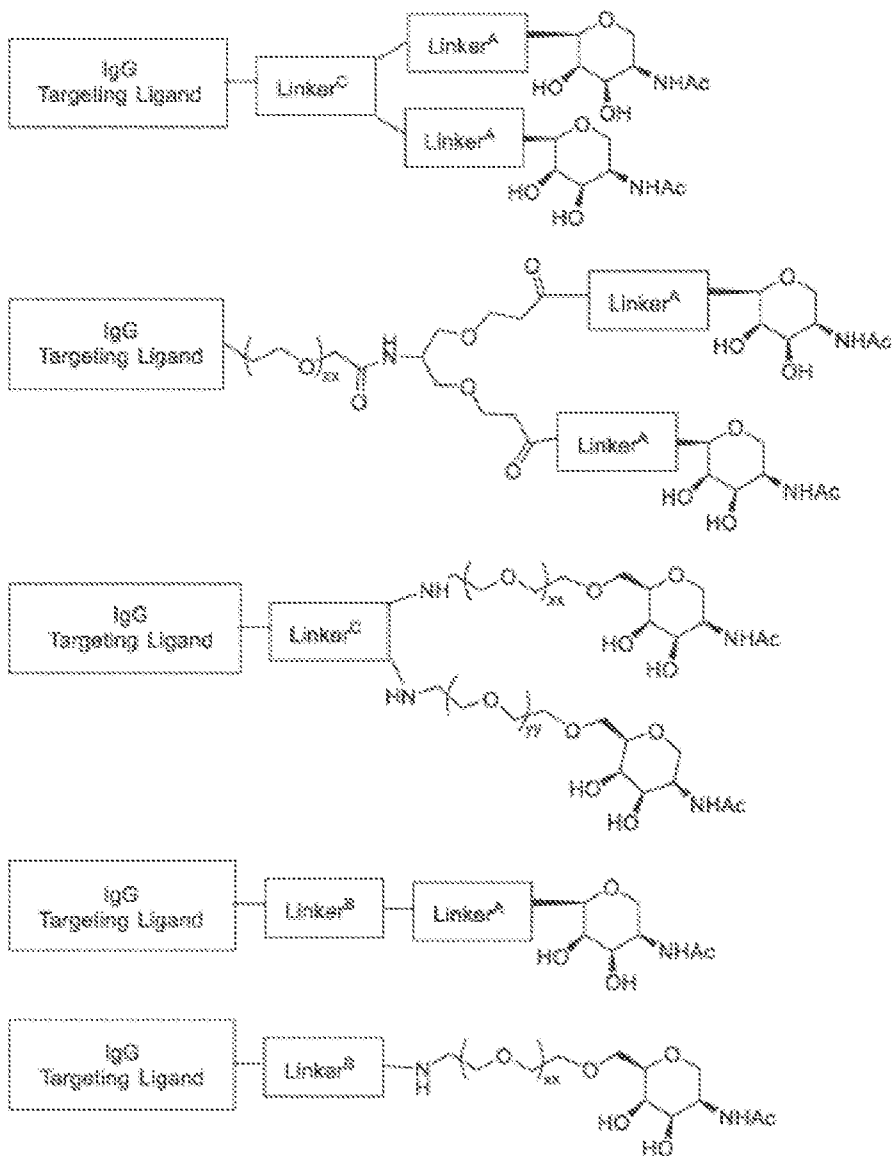 IgG
Targeting Ligand
Linker^C
Linker^A
O
HO
OH
NHAc
Linker^A
O
HO
HO
NHAc
IgG
Targeting Ligand
O
xx
O
H
N
O
O
O
O
Linker^A
O
HO
OH
NHAc
Linker^A
O
HO
HO
NHAc
IgG
Targeting Ligand
Linker^C
NH
O
xx
O
O
HO
HO
NHAc
HN
O
yy
O
O
HO
HO
NHAc
IgG
Targeting Ligand
Linker^B
Linker^A
O
HO
OH
NHAc
IgG
Targeting Ligand
Linker^B
N
H
O
xx
O
O
HO
HO
NHAc